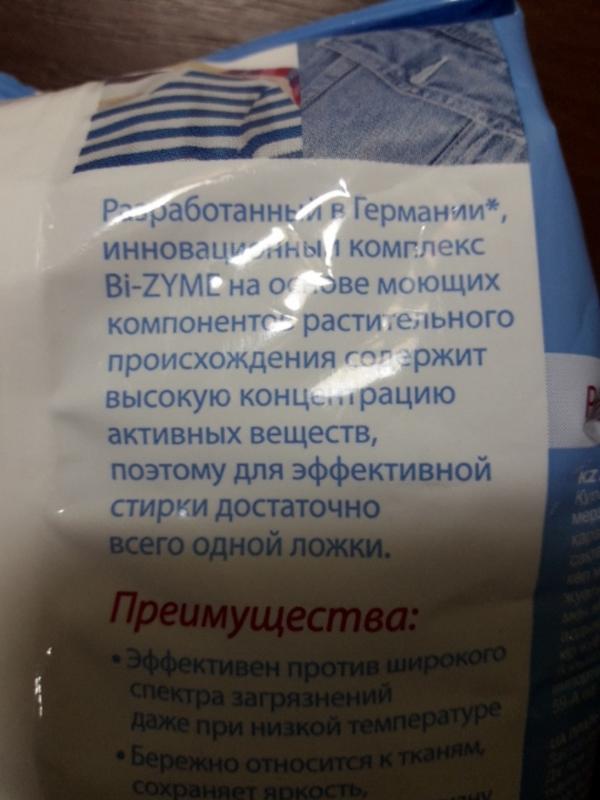 Разработанный в Германии*,
инновационный комплекс
Bi-ZYME на основе моющих
компонентов растительного
происхождения содержит
высокую концентрацию
активных веществ,
поэтому для эффективной
стирки достаточно
всего одной ложки.
Преимущества:
• Эффективен против широкого
спектра загрязнений
даже при низкой температуре
• Бережно относится к тканям,
сохраняет яркость,
KZ